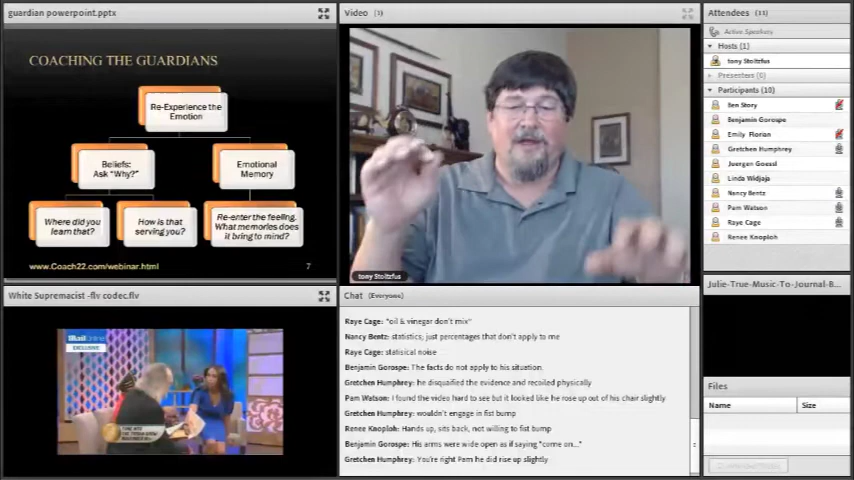 guardian powerpoint.pptx
COACHING THE GUARDIANS
Re-Experience the
Emotion
Beliefs:
Ask "Why?"
Emotional
Memory
Where did you
learn that?
How is that
serving you?
Re-enter the feeling.
What memories does
it bring to mind?
www.Coach22.com/webinar.html
7
Video (1)
tony Stoltzfus
Attendees (11)
Active Speakers
Hosts (1)
tony Stoltzfus
Presenters (0)
Participants (10)
Ben Story
Benjamin Gorospe
Emily Florian
Gretchen Humphrey
Juergen Goessl
Linda Widjaja
Nancy Bentz
Pam Watson
Raye Cage
Renee Knoploh
White Supremacist -flv codec.flv
Mail Online
EXCLUSIVE
Chat (Everyone)
Raye Cage: "oil & vinegar don't mix"
Nancy Bentz: statistics; just percentages that don't apply to me
Raye Cage: statisical noise
Benjamin Gorospe: The facts do not apply to his situation.
Gretchen Humphrey: he disqualfied the evidence and recoiled physically
Pam Watson: I found the video hard to see but it looked like he rose up out of his chair slightly
Gretchen Humphrey: wouldn't engage in fist bump
Renee Knoploh: Hands up, sits back, not willing to fist bump
Benjamin Gorospe: His arms were wide open as if saying "come on..."
Gretchen Humphrey: You're right Pam he did rise up slightly
Julie-True-Music-To-Journal-B...
Files
Name
Size